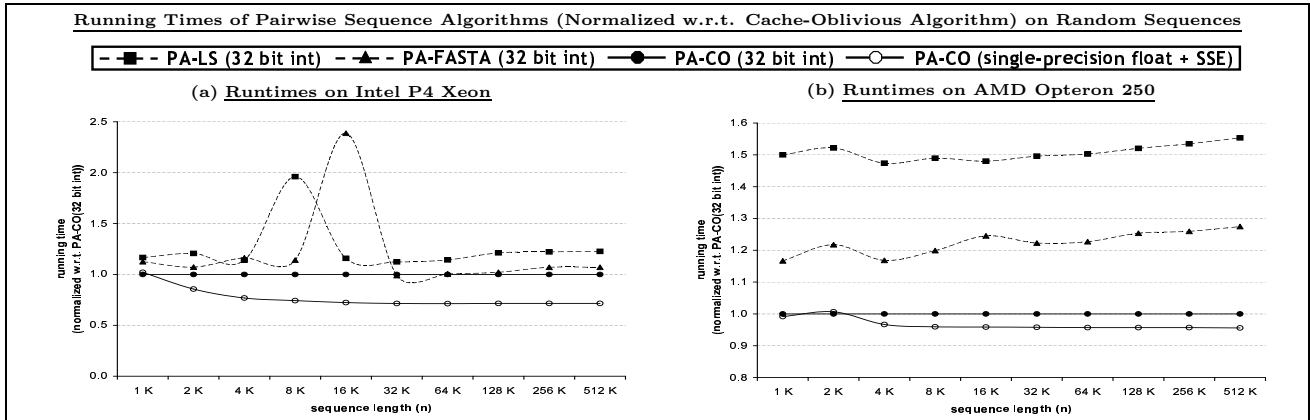 Running Times of Pairwise Sequence Algorithms (Normalized w.r.t. Cache-Oblivious Algorithm) on Random Sequences
PA-LS (32 bit int) PA-FASTA (32 bit int) PA-CO (32 bit int) PA-CO (single-precision float + SSE)
(a) Runtimes on Intel P4 Xeon
2.5
2.0
1.5
1.0
0.5
0.0
running time
(normalized w.r.t. PA-CO(32 bit int))
1 K 2 K 4 K 8 K 16 K 32 K 64 K 128 K 256 K 512 K
sequence length (n)
(b) Runtimes on AMD Opteron 250
1.6
1.5
1.4
1.3
1.2
1.1
1.0
0.9
0.8
running time
(normalized w.r.t. PA-CO(32 bit int))
1 K 2 K 4 K 8 K 16 K 32 K 64 K 128 K 256 K 512 K
sequence length (n)